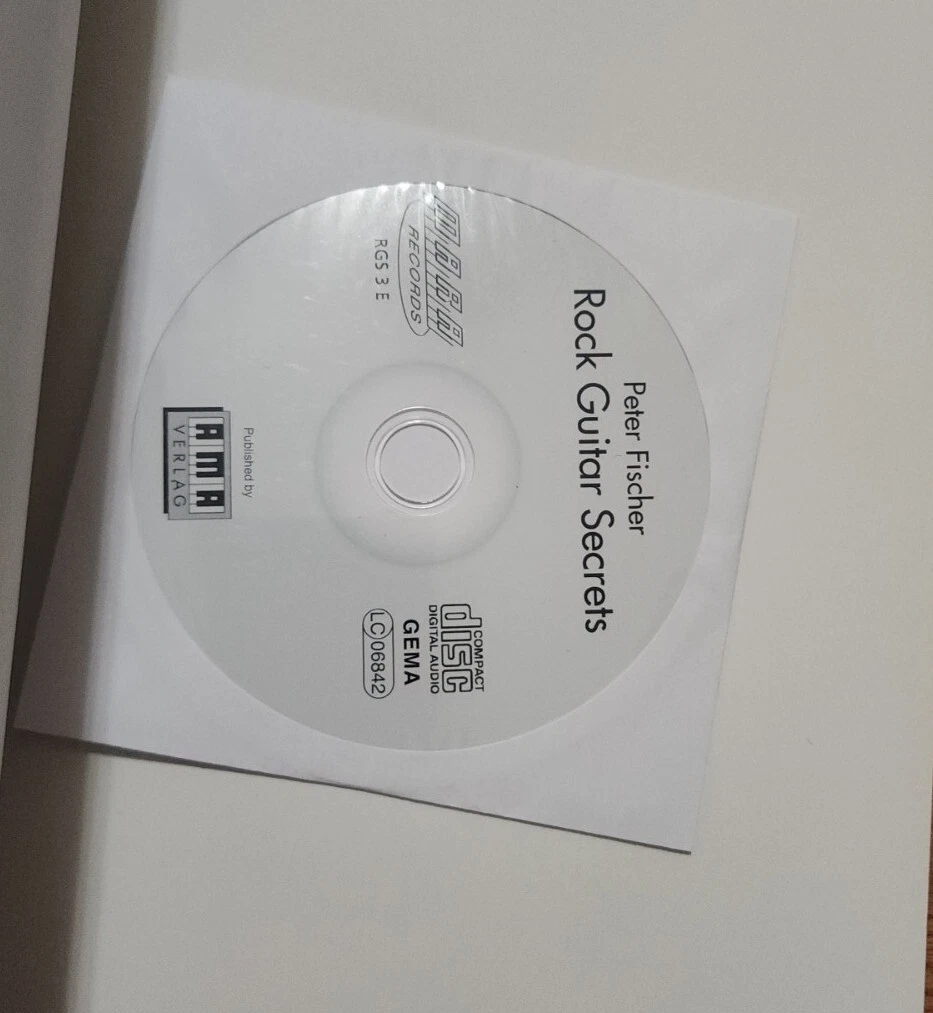 Peter Fischer
Rock Guitar Secrets
RECORDS
RGS 3 E
COMPACT
disc
DIGITAL AUDIO
GEMA
LC 06842
Published by
AMA
VERLAG